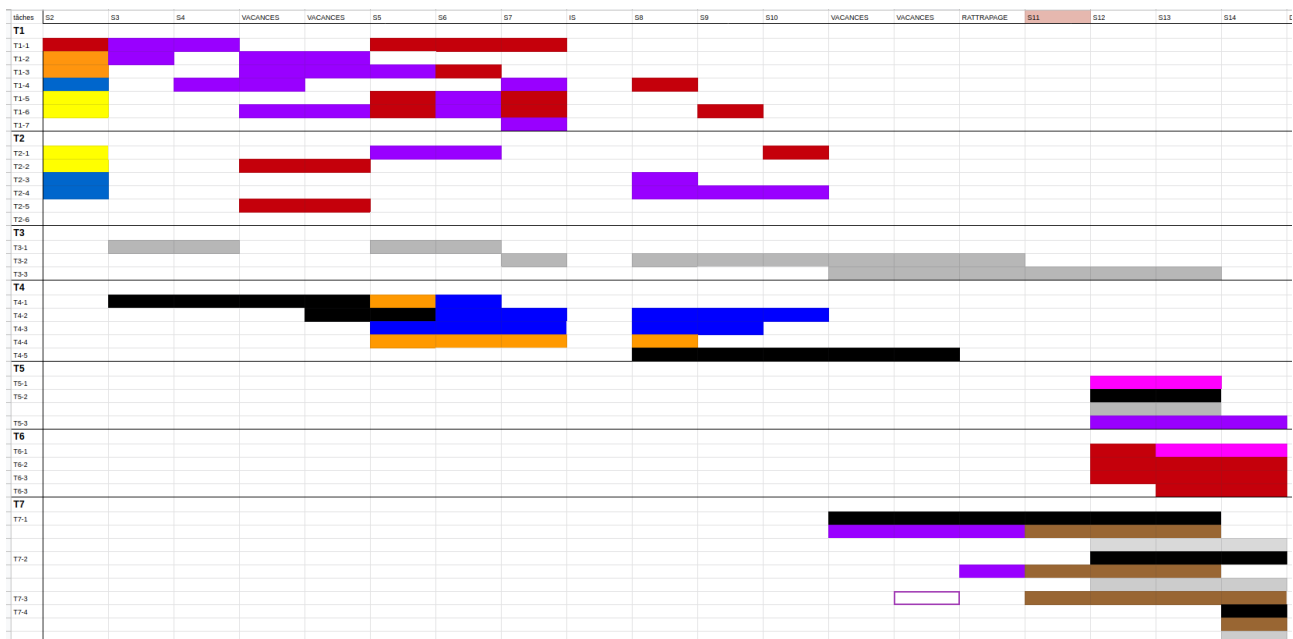 tâches S2 S3 S4 VACANCES VACANCES S5 S6 S7 IS S8 S9 S10 VACANCES VACANCES RATTRAPAGE S11 S12 S13 S14
T1
T1-1
T1-2
T1-3
T1-4
T1-5
T1-6
T1-7
T2
T2-1
T2-2
T2-3
T2-4
T2-5
T2-6
T3
T3-1
T3-2
T3-3
T4
T4-1
T4-2
T4-3
T4-4
T4-5
T5
T5-1
T5-2
T5-3
T6
T6-1
T6-2
T6-3
T6-3
T7
T7-1
T7-2
T7-3
T7-4